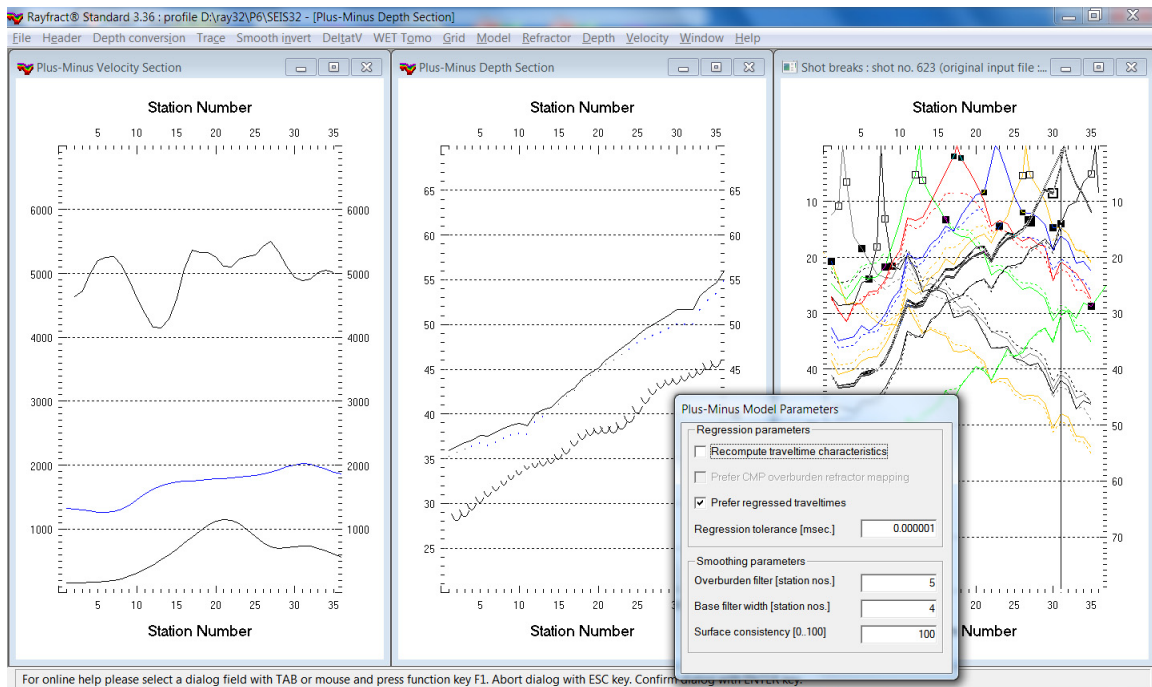 Rayfract® Standard 3.36 : profile D:\ray32\P6\SEIS32 - [Plus-Minus Depth Section]
File Header Depth conversion Trace Smooth invert DeltatV WET Tomo Grid Model Refractor Depth Velocity Window Help
Plus-Minus Velocity Section
Station Number
5 10 15 20 25 30 35
6000 6000
5000 5000
4000 4000
3000 3000
2000 2000
1000 1000
5 10 15 20 25 30 35
Station Number
Plus-Minus Depth Section
Station Number
5 10 15 20 25 30 35
65 65
60 60
55 55
50 50
45 45
40
35
30
25
5 10 15 20
Station Number
Shot breaks : shot no. 623 (original input file :...
Station Number
5 10 15 20 25 30 35
10 10
20 20
30 30
40 40
50
60
70
25 30 35
Number
Plus-Minus Model Parameters
Regression parameters
Recompute traveltime characteristics
Prefer CMP overburden refractor mapping
Prefer regressed traveltimes
Regression tolerance [msec.] 0.000001
Smoothing parameters
Overburden filter [station nos.] 5
Base filter width [station nos.] 4
Surface consistency [0..100] 100
For online help please select a dialog field with TAB or mouse and press function key F1. Abort dialog with ESC key. Confirm dialog with ENTER key.